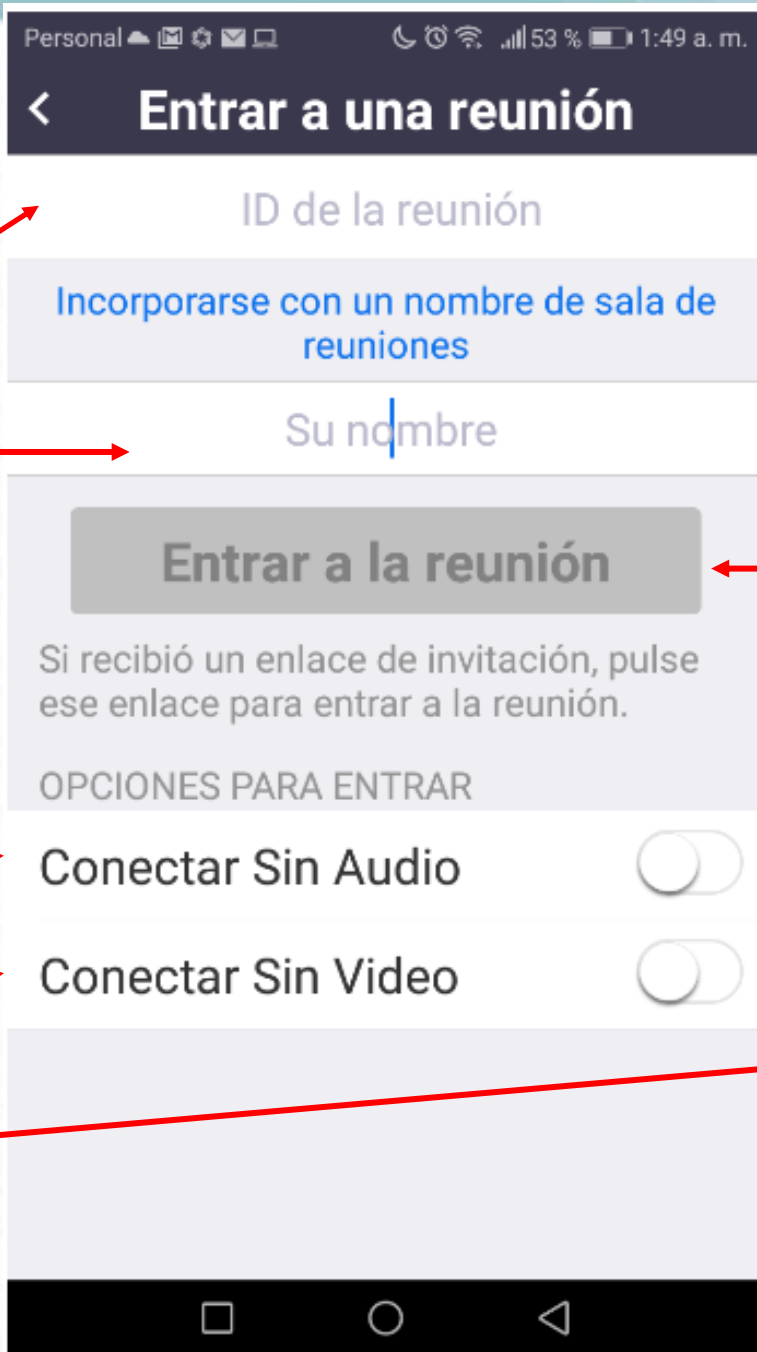 Personal 53 % 1:49 a. m.
Entrar a una reunión
ID de la reunión
Incorporarse con un nombre de sala de
reuniones
Su nombre
Entrar a la reunión
Si recibió un enlace de invitación, pulse
ese enlace para entrar a la reunión.
OPCIONES PARA ENTRAR
Conectar Sin Audio
Conectar Sin Video